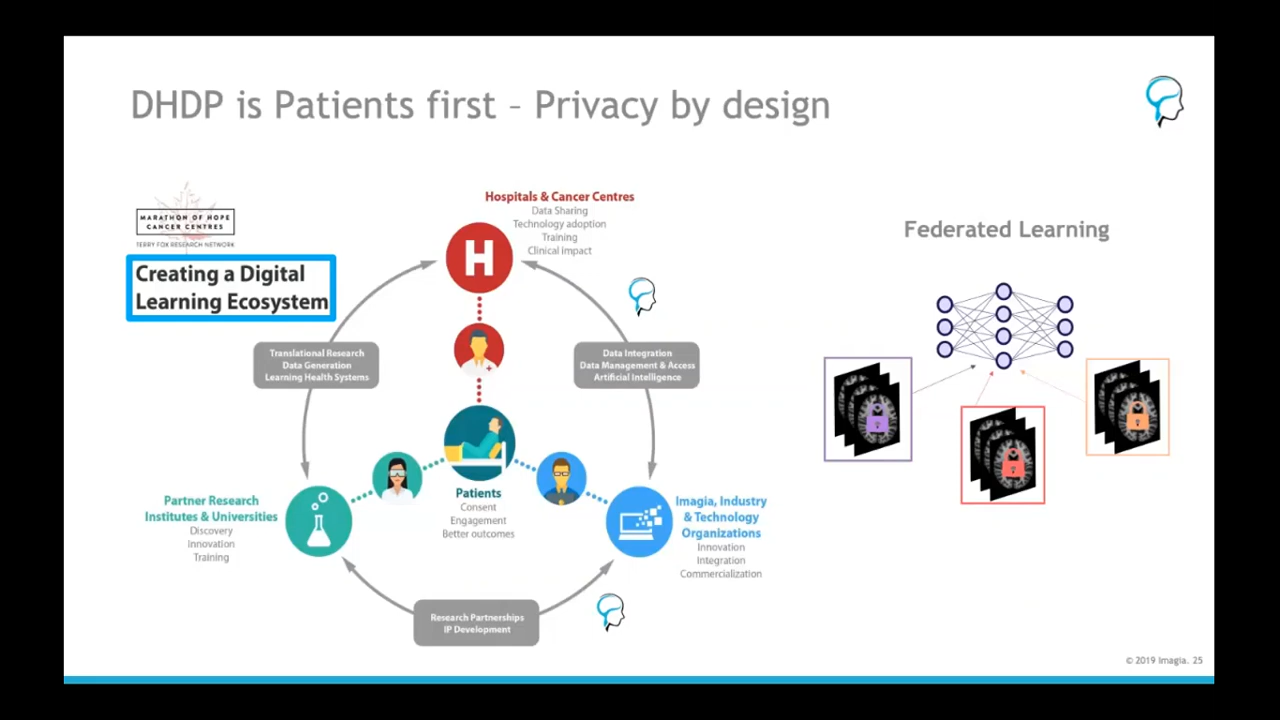 DHDP is Patients first – Privacy by design
MARATHON OF HOPE
CANCER CENTRES
TERRY FOX RESEARCH NETWORK
Creating a Digital
Learning Ecosystem
Hospitals & Cancer Centres
Data Sharing
Technology adoption
Training
Clinical impact
H
Translational Research
Data Generation
Learning Health Systems
Data Integration
Data Management & Access
Artificial Intelligence
Patients
Consent
Engagement
Better outcomes
Partner Research
Institutes & Universities
Discovery
Innovation
Training
Imagia, Industry
& Technology
Organizations
Innovation
Integration
Commercialization
Research Partnerships
IP Development
Federated Learning
© 2019 Imagia. 25